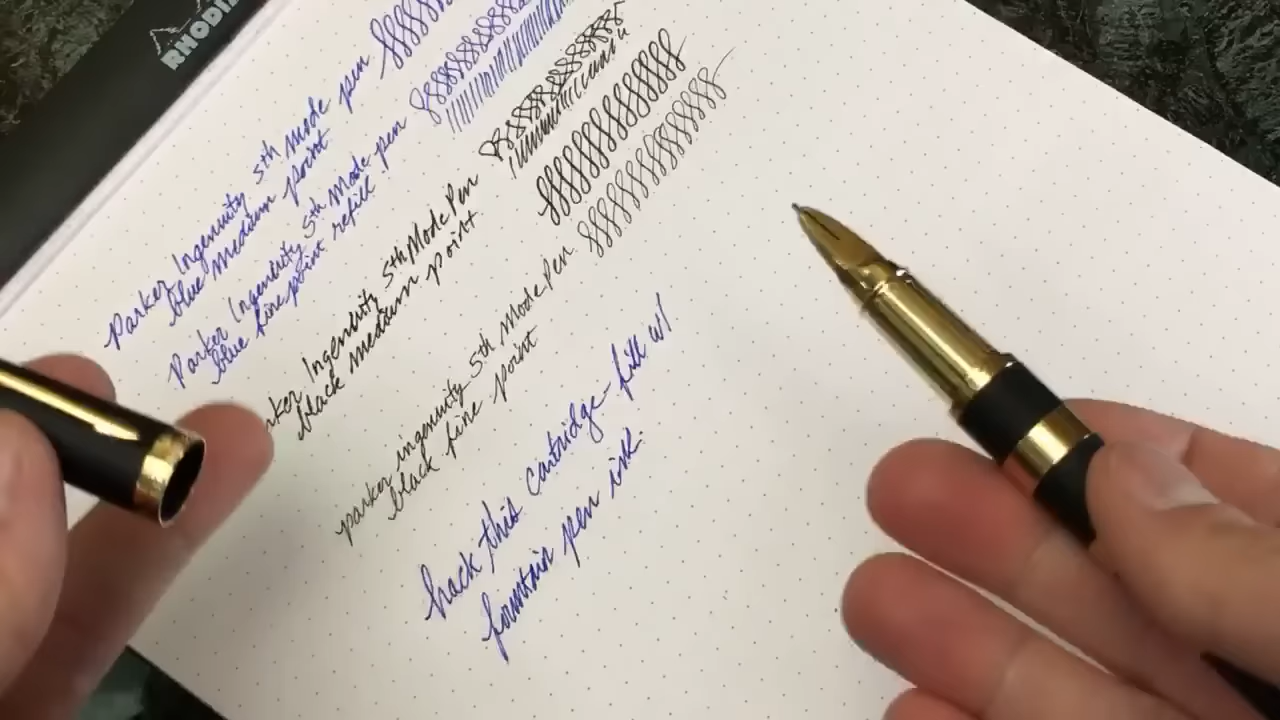 RHODIA
Parker Ingenuity 5th Mode pen
blue medium point
Parker Ingenuity 5th Mode pen
blue fine point refill
Ingenuity 5th Mode Pen
black medium point
parker ingenuity 5th Mode Pen
black fine point
hack this cartridge-fill w/
fountain pen ink.